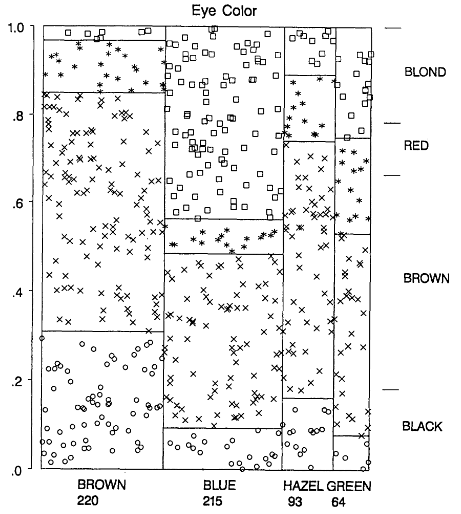 Eye Color
1.0
BLOND
.8
RED
.6
BROWN
.4
.2
BLACK
.0
BROWN BLUE HAZEL GREEN
220 215 93 64